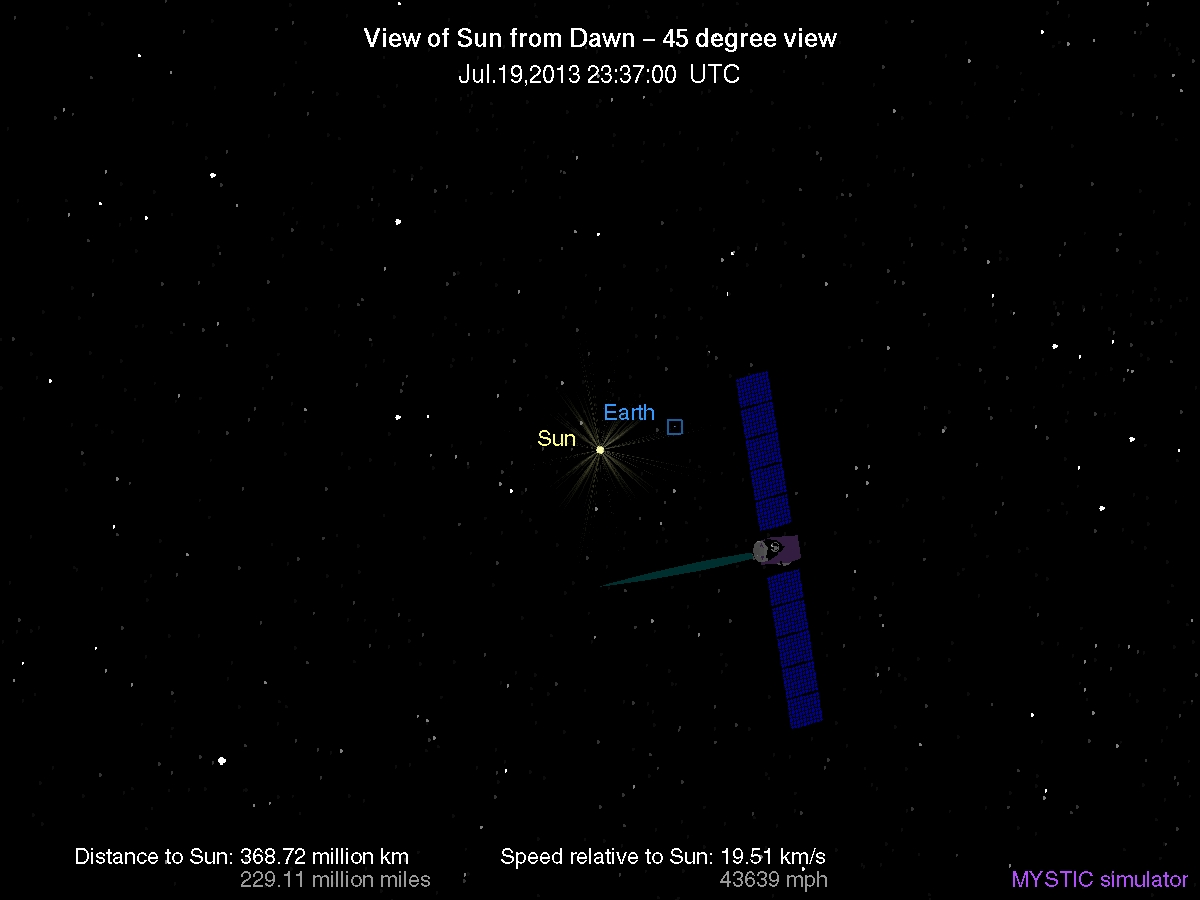 View of Sun from Dawn – 45 degree view
Jul.19,2013 23:37:00 UTC
Earth
Sun
Distance to Sun: 368.72 million km
229.11 million miles
Speed relative to Sun: 19.51 km/s
43639 mph
MYSTIC simulator